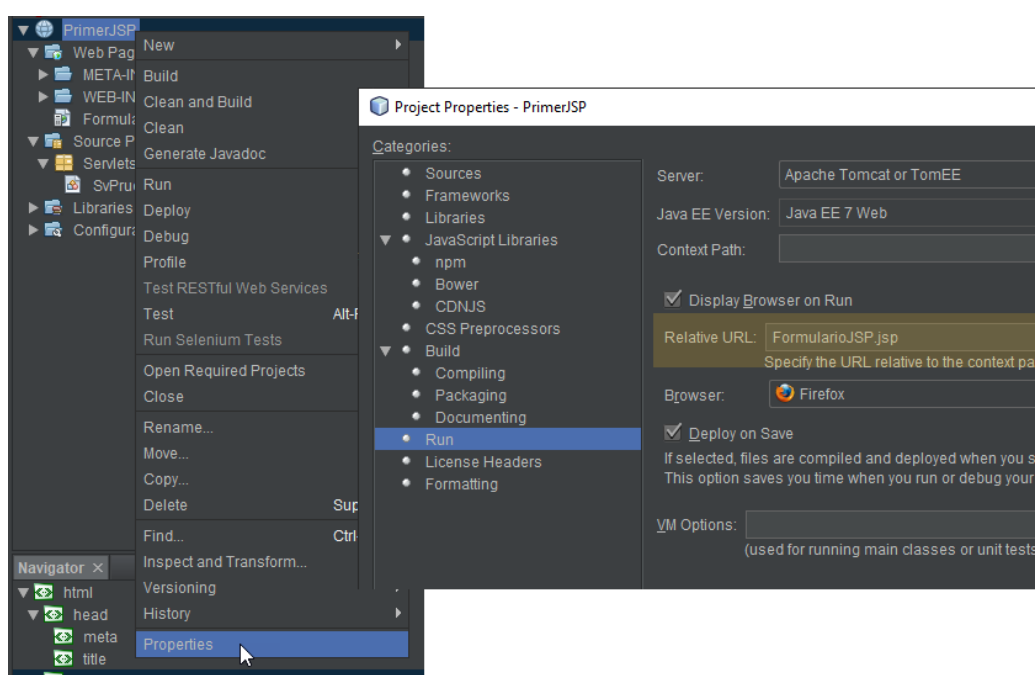 PrimerJSP
Web Pag
META-IN
WEB-IN
Formula
Source P
Servlets
SvPru
Libraries
Configura
New
Build
Clean and Build
Clean
Generate Javadoc
Run
Deploy
Debug
Profile
Test RESTful Web Services
Test Alt-F
Run Selenium Tests
Open Required Projects
Close
Rename...
Move...
Copy...
Delete Sup
Find... Ctrl-
Inspect and Transform...
Versioning
History
Properties
Navigator
html
head
meta
title
Project Properties - PrimerJSP
Categories:
Sources
Frameworks
Libraries
JavaScript Libraries
npm
Bower
CDNJS
CSS Preprocessors
Build
Compiling
Packaging
Documenting
Run
License Headers
Formatting
Server: Apache Tomcat or TomEE
Java EE Version: Java EE 7 Web
Context Path:
Display Browser on Run
Relative URL: FormularioJSP.jsp
Specify the URL relative to the context pa
Browser: Firefox
Deploy on Save
If selected, files are compiled and deployed when you s
This option saves you time when you run or debug your
VM Options:
(used for running main classes or unit tests